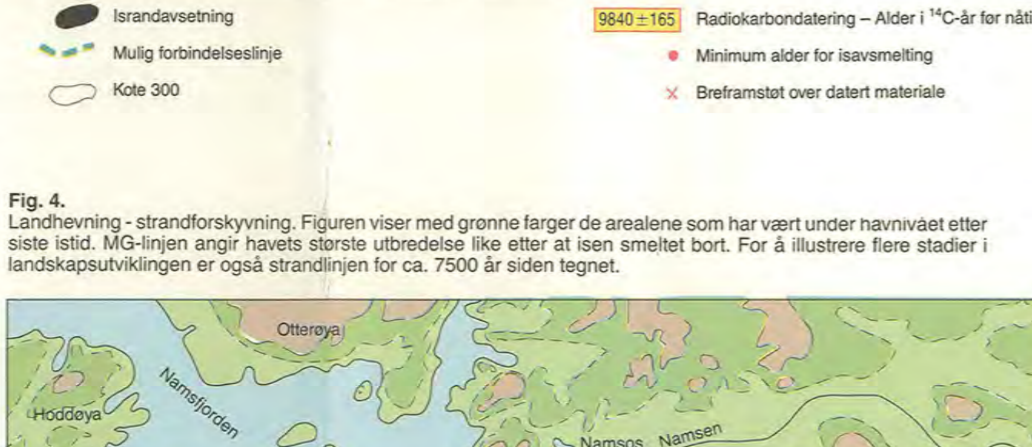 Israndavsetning
Mulig forbindelseslinje
Kote 300
9840±165 Radiokarbondatering – Alder i ¹⁴C-år før nåti
Minimum alder for isavsmelting
Breframstøt over datert materiale
Fig. 4.
Landhevning - strandforskyvning. Figuren viser med grønne farger de arealene som har vært under havnivået etter
siste istid. MG-linjen angir havets største utbredelse like etter at isen smeltet bort. For å illustrere flere stadier i
landskapsutviklingen er også strandlinjen for ca. 7500 år siden tegnet.
Otterøya
Namsfjorden
Hoddøya
Namsos
Namsen